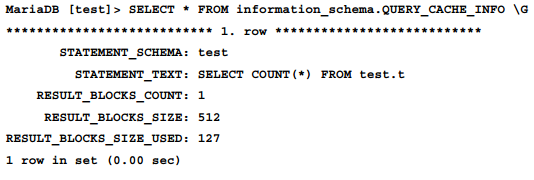 MariaDB [test]> SELECT * FROM information_schema.QUERY_CACHE_INFO \G
*************************** 1. row ***************************
STATEMENT_SCHEMA: test
STATEMENT_TEXT: SELECT COUNT(*) FROM test.t
RESULT_BLOCKS_COUNT: 1
RESULT_BLOCKS_SIZE: 512
RESULT_BLOCKS_SIZE_USED: 127
1 row in set (0.00 sec)